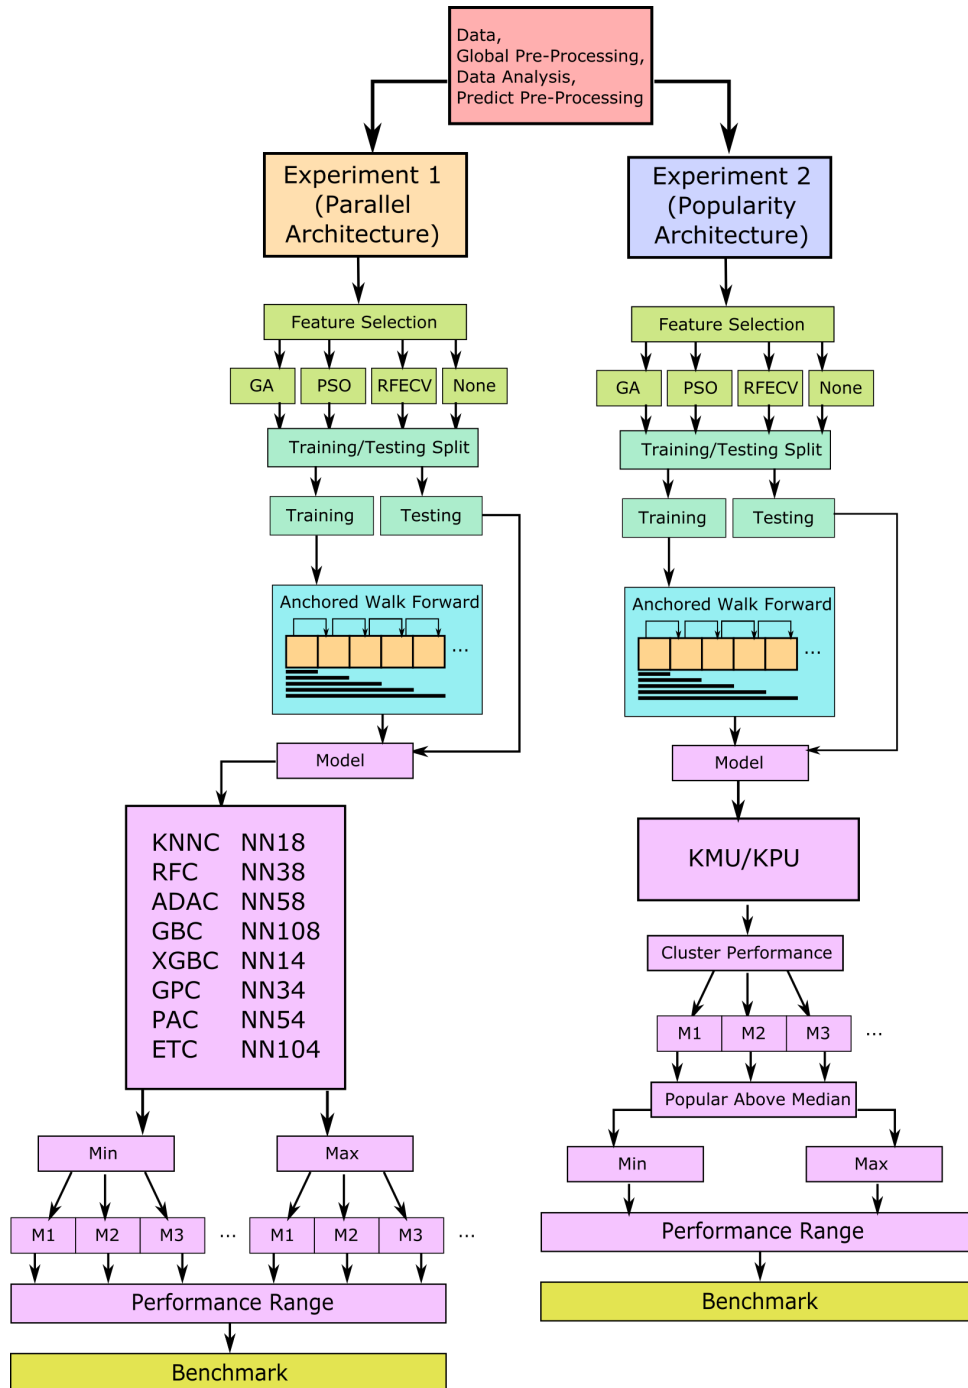 Data,
Global Pre-Processing,
Data Analysis,
Predict Pre-Processing
Experiment 1
(Parallel
Architecture)
Feature Selection
GA PSO RFECV None
Training/Testing Split
Training Testing
Anchored Walk Forward
...
Model
KNNC NN18
RFC NN38
ADAC NN58
GBC NN108
XGBC NN14
GPC NN34
PAC NN54
ETC NN104
Min Max
M1 M2 M3 ... M1 M2 M3 ...
Performance Range
Benchmark
Experiment 2
(Popularity
Architecture)
Feature Selection
GA PSO RFECV None
Training/Testing Split
Training Testing
Anchored Walk Forward
...
Model
KMU/KPU
Cluster Performance
M1 M2 M3 ...
Popular Above Median
Min Max
Performance Range
Benchmark